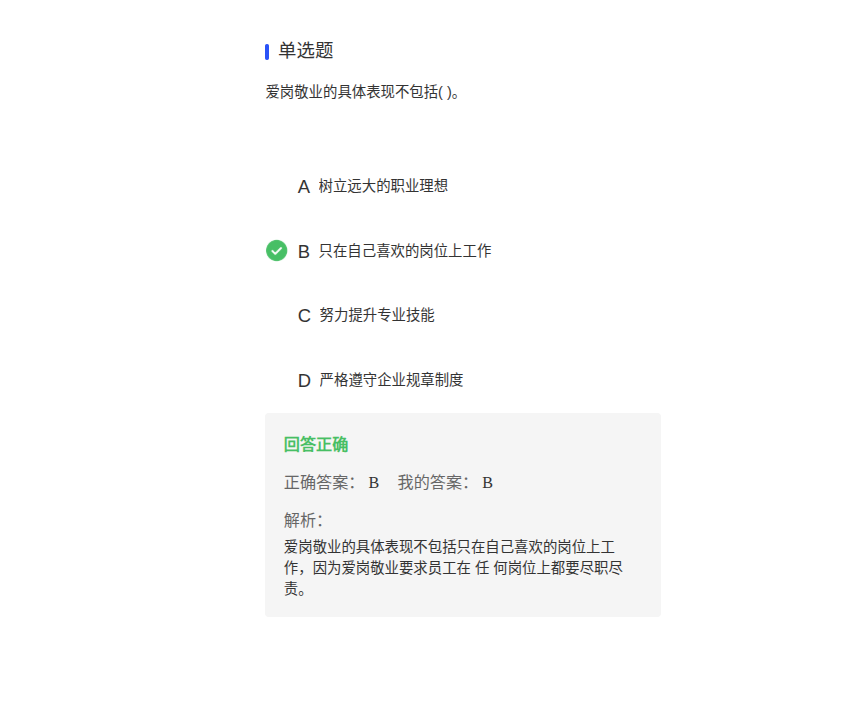 单选题
爱岗敬业的具体表现不包括( )。
A 树立远大的职业理想
B 只在自己喜欢的岗位上工作
C 努力提升专业技能
D 严格遵守企业规章制度
回答正确
正确答案： B 我的答案： B
解析：
爱岗敬业的具体表现不包括只在自己喜欢的岗位上工
作，因为爱岗敬业要求员工在 任 何岗位上都要尽职尽
责。